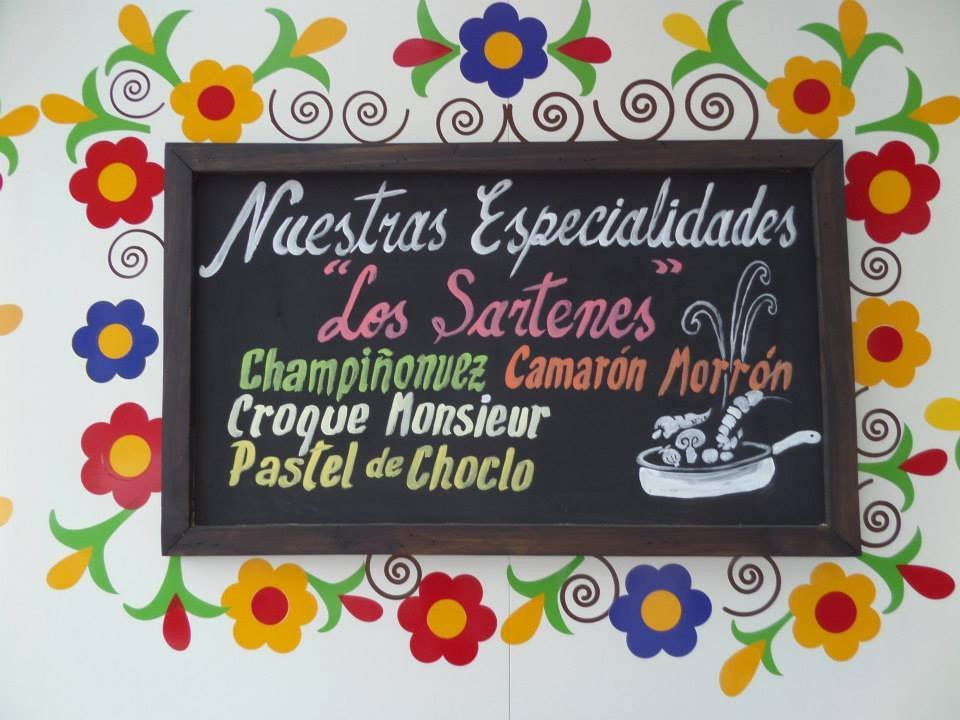 Nuestras Especialidades
"Los Sartenes"
Champiñonuez Camarón Morrón
Croque Monsieur
Pastel de Choclo